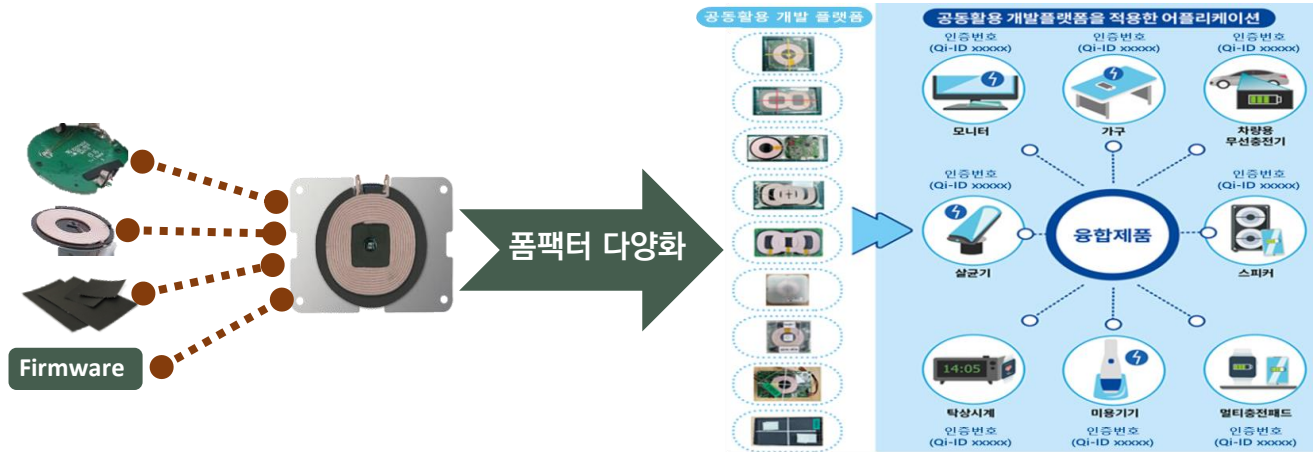 Firmware
폼팩터 다양화
공동활용 개발 플랫폼
공동활용 개발플랫폼을 적용한 어플리케이션
인증번호
(Qi-ID xxxxx)
모니터
인증번호
(Qi-ID xxxxx)
가구
인증번호
(Qi-ID xxxxx)
차량용
무선충전기
인증번호
(Qi-ID xxxxx)
살균기
융합제품
인증번호
(Qi-ID xxxxx)
스피커
14:05
탁상시계
인증번호
(Qi-ID xxxxx)
미용기기
인증번호
(Qi-ID xxxxx)
멀티충전패드
인증번호
(Qi-ID xxxxx)